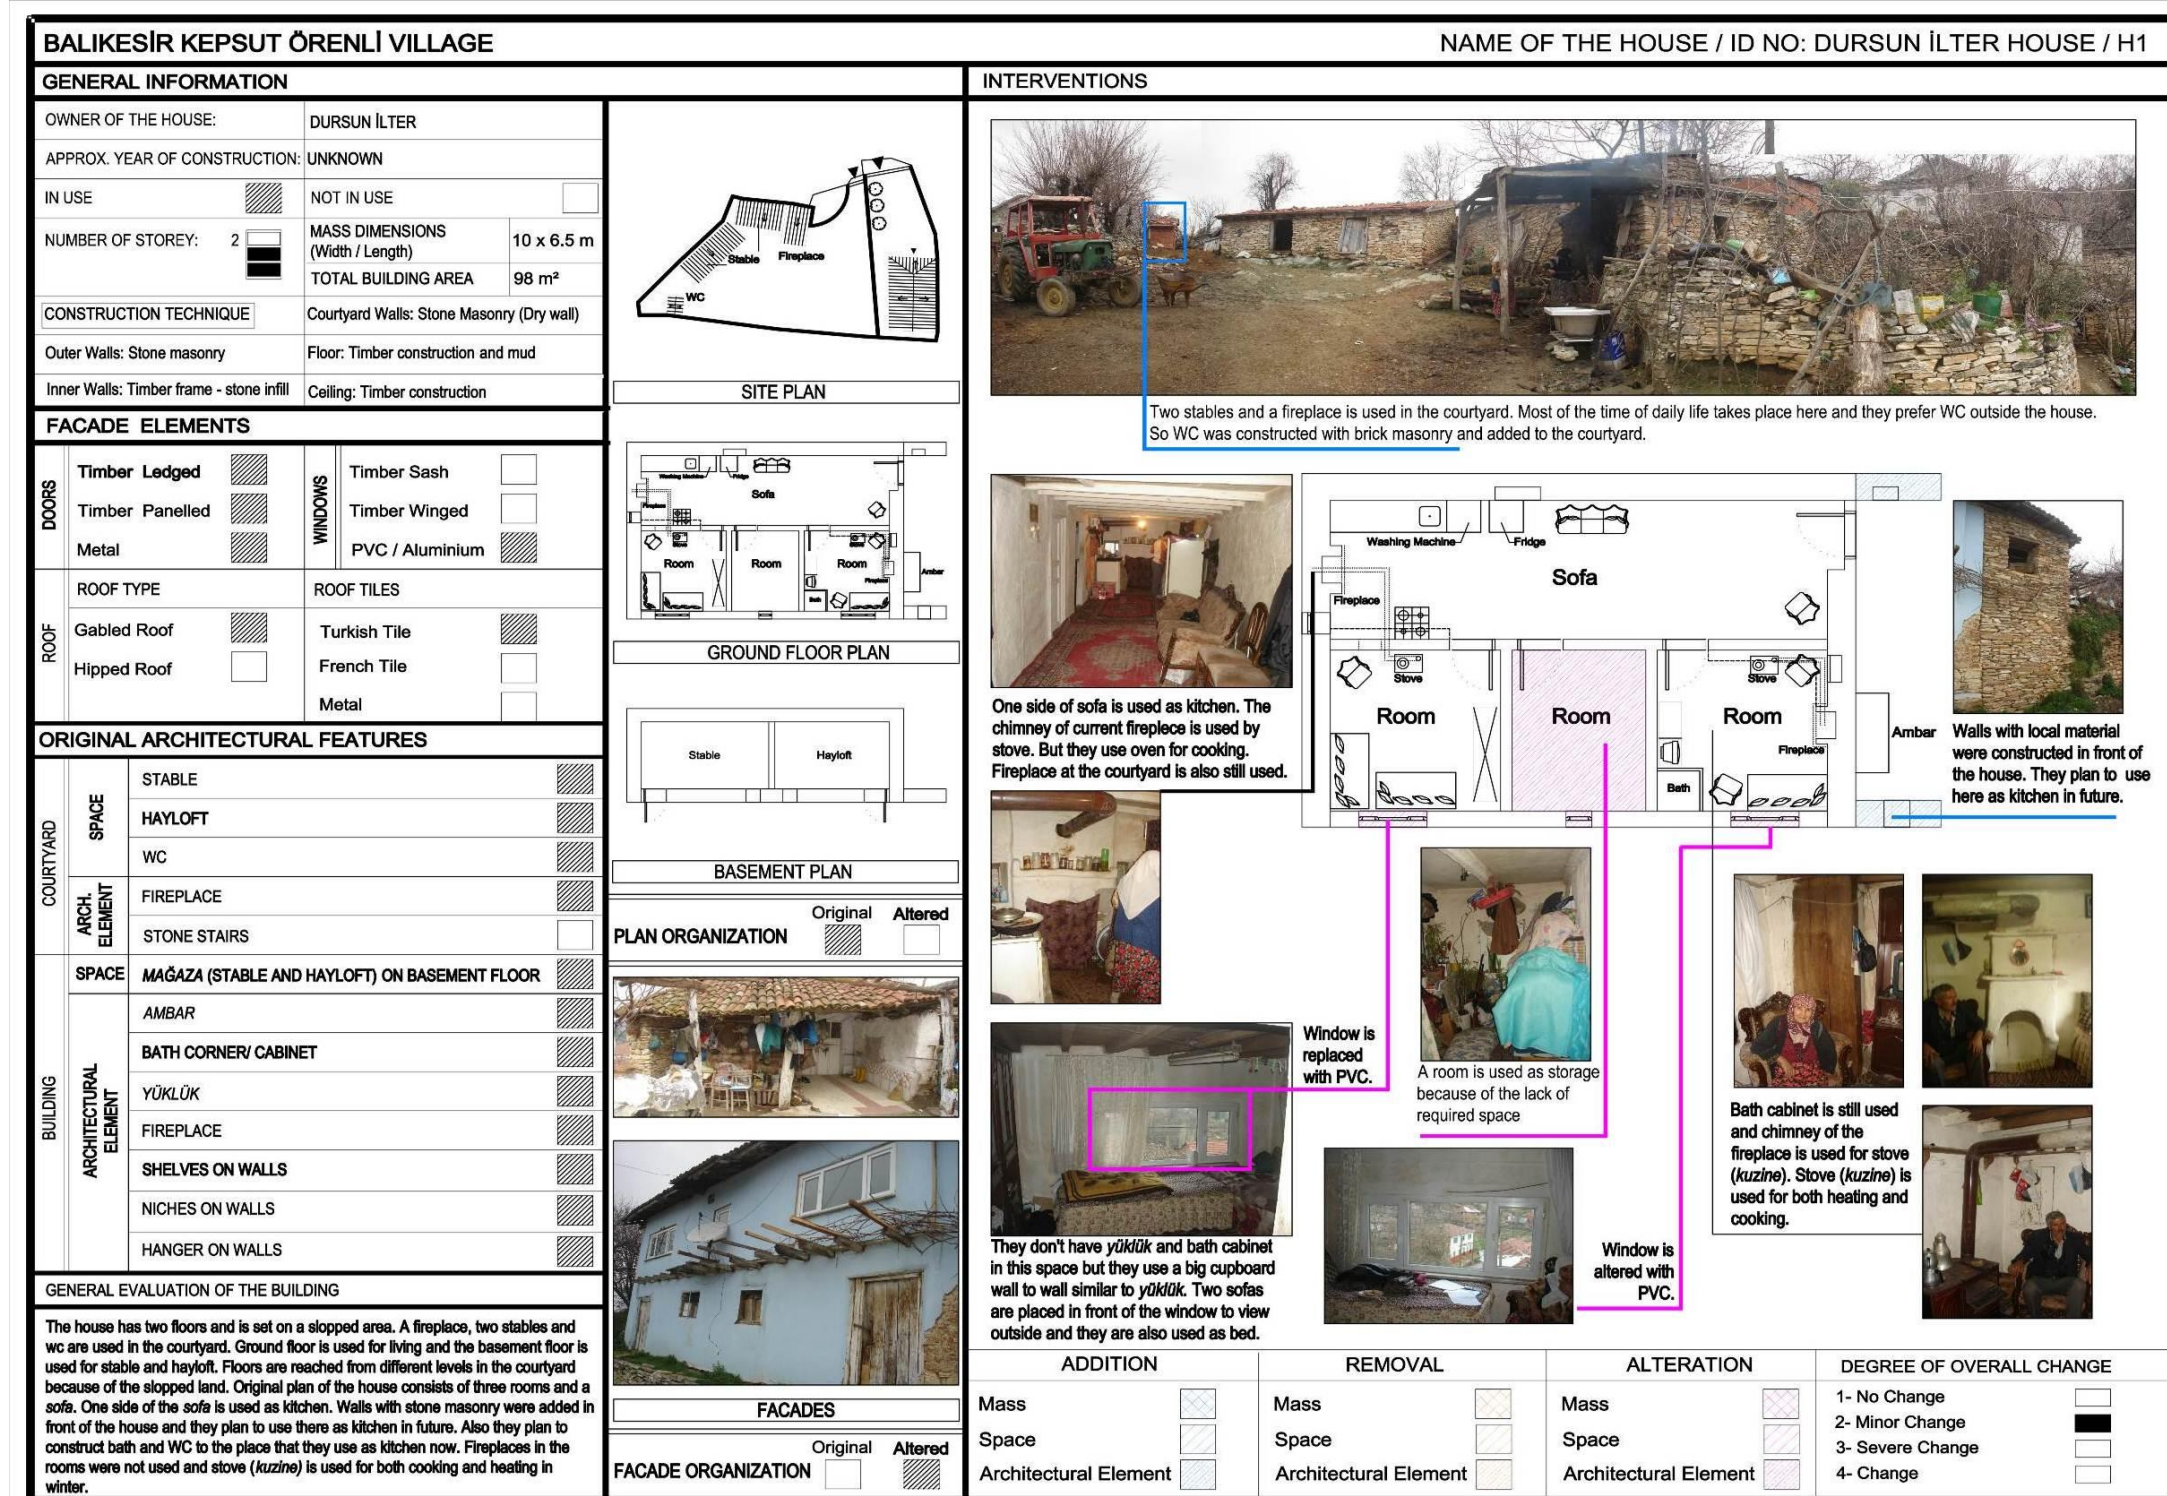 BALIKESİR KEPSUT ÖRENLİ VILLAGE
NAME OF THE HOUSE / ID NO: DURSUN İLTER HOUSE / H1
GENERAL INFORMATION
OWNER OF THE HOUSE:
DURSUN İLTER
APPROX. YEAR OF CONSTRUCTION:
UNKNOWN
IN USE
NOT IN USE
NUMBER OF STOREY:
2
MASS DIMENSIONS
(Width / Length)
10 x 6.5 m
TOTAL BUILDING AREA
98 m²
CONSTRUCTION TECHNIQUE
Courtyard Walls: Stone Masonry (Dry wall)
Outer Walls: Stone masonry
Floor: Timber construction and mud
Inner Walls: Timber frame - stone infill
Ceiling: Timber construction
FACADE ELEMENTS
DOORS
Timber Ledged
Timber Panelled
Metal
WINDOWS
Timber Sash
Timber Winged
PVC / Aluminium
ROOF
ROOF TYPE
Gabled Roof
Hipped Roof
ROOF TILES
Turkish Tile
French Tile
Metal
ORIGINAL ARCHITECTURAL FEATURES
COURTYARD
SPACE
STABLE
HAYLOFT
WC
ARCH.
ELEMENT
FIREPLACE
STONE STAIRS
BUILDING
SPACE
MAĞAZA (STABLE AND HAYLOFT) ON BASEMENT FLOOR
ARCHITECTURAL
ELEMENT
AMBAR
BATH CORNER/ CABINET
YÜKLÜK
FIREPLACE
SHELVES ON WALLS
NICHES ON WALLS
HANGER ON WALLS
GENERAL EVALUATION OF THE BUILDING
The house has two floors and is set on a slopped area. A fireplace, two stables and
wc are used in the courtyard. Ground floor is used for living and the basement floor is
used for stable and hayloft. Floors are reached from different levels in the courtyard
because of the slopped land. Original plan of the house consists of three rooms and a
sofa. One side of the sofa is used as kitchen. Walls with stone masonry were added in
front of the house and they plan to use there as kitchen in future. Also they plan to
construct bath and WC to the place that they use as kitchen now. Fireplaces in the
rooms were not used and stove (kuzine) is used for both cooking and heating in
winter.
Stable
Fireplace
WC
SITE PLAN
Washing Machine
Fridge
Sofa
Fireplace
Stove
Stove
Room
Room
Room
Fireplace
Ambar
Bath
GROUND FLOOR PLAN
Stable
Hayloft
BASEMENT PLAN
Original
Altered
PLAN ORGANIZATION
FACADES
Original
Altered
FACADE ORGANIZATION
INTERVENTIONS
Two stables and a fireplace is used in the courtyard. Most of the time of daily life takes place here and they prefer WC outside the house.
So WC was constructed with brick masonry and added to the courtyard.
One side of sofa is used as kitchen. The
chimney of current fireplece is used by
stove. But they use oven for cooking.
Fireplace at the courtyard is also still used.
Washing Machine
Fridge
Sofa
Fireplace
Stove
Stove
Room
Room
Room
Fireplace
Bath
Ambar
Walls with local material
were constructed in front of
the house. They plan to use
here as kitchen in future.
Window is
replaced
with PVC.
A room is used as storage
because of the lack of
required space
Bath cabinet is still used
and chimney of the
fireplace is used for stove
(kuzine). Stove (kuzine) is
used for both heating and
cooking.
They don't have yüklük and bath cabinet
in this space but they use a big cupboard
wall to wall similar to yüklük. Two sofas
are placed in front of the window to view
outside and they are also used as bed.
Window is
altered with
PVC.
ADDITION
Mass
Space
Architectural Element
REMOVAL
Mass
Space
Architectural Element
ALTERATION
Mass
Space
Architectural Element
DEGREE OF OVERALL CHANGE
1- No Change
2- Minor Change
3- Severe Change
4- Change